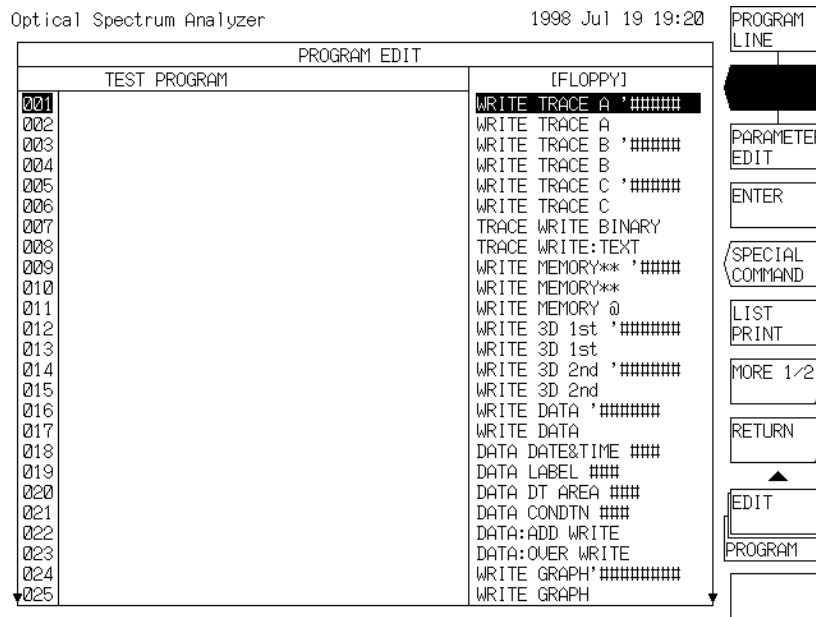 Optical Spectrum Analyzer 1998 Jul 19 19:20
PROGRAM EDIT
TEST PROGRAM [FLOPPY]
001 WRITE TRACE A '#####
002 WRITE TRACE A
003 WRITE TRACE B '#####
004 WRITE TRACE B
005 WRITE TRACE C '#####
006 WRITE TRACE C
007 TRACE WRITE BINARY
008 TRACE WRITE:TEXT
009 WRITE MEMORY** '####
010 WRITE MEMORY**
011 WRITE MEMORY @
012 WRITE 3D 1st '######
013 WRITE 3D 1st
014 WRITE 3D 2nd '######
015 WRITE 3D 2nd
016 WRITE DATA '######
017 WRITE DATA
018 DATA DATE&TIME ###
019 DATA LABEL ###
020 DATA DT AREA ###
021 DATA CONDTN ###
022 DATA:ADD WRITE
023 DATA:OVER WRITE
024 WRITE GRAPH'########
025 WRITE GRAPH
PROGRAM
LINE
PARAMETER
EDIT
ENTER
SPECIAL
COMMAND
LIST
PRINT
MORE 1/2
RETURN
EDIT
PROGRAM